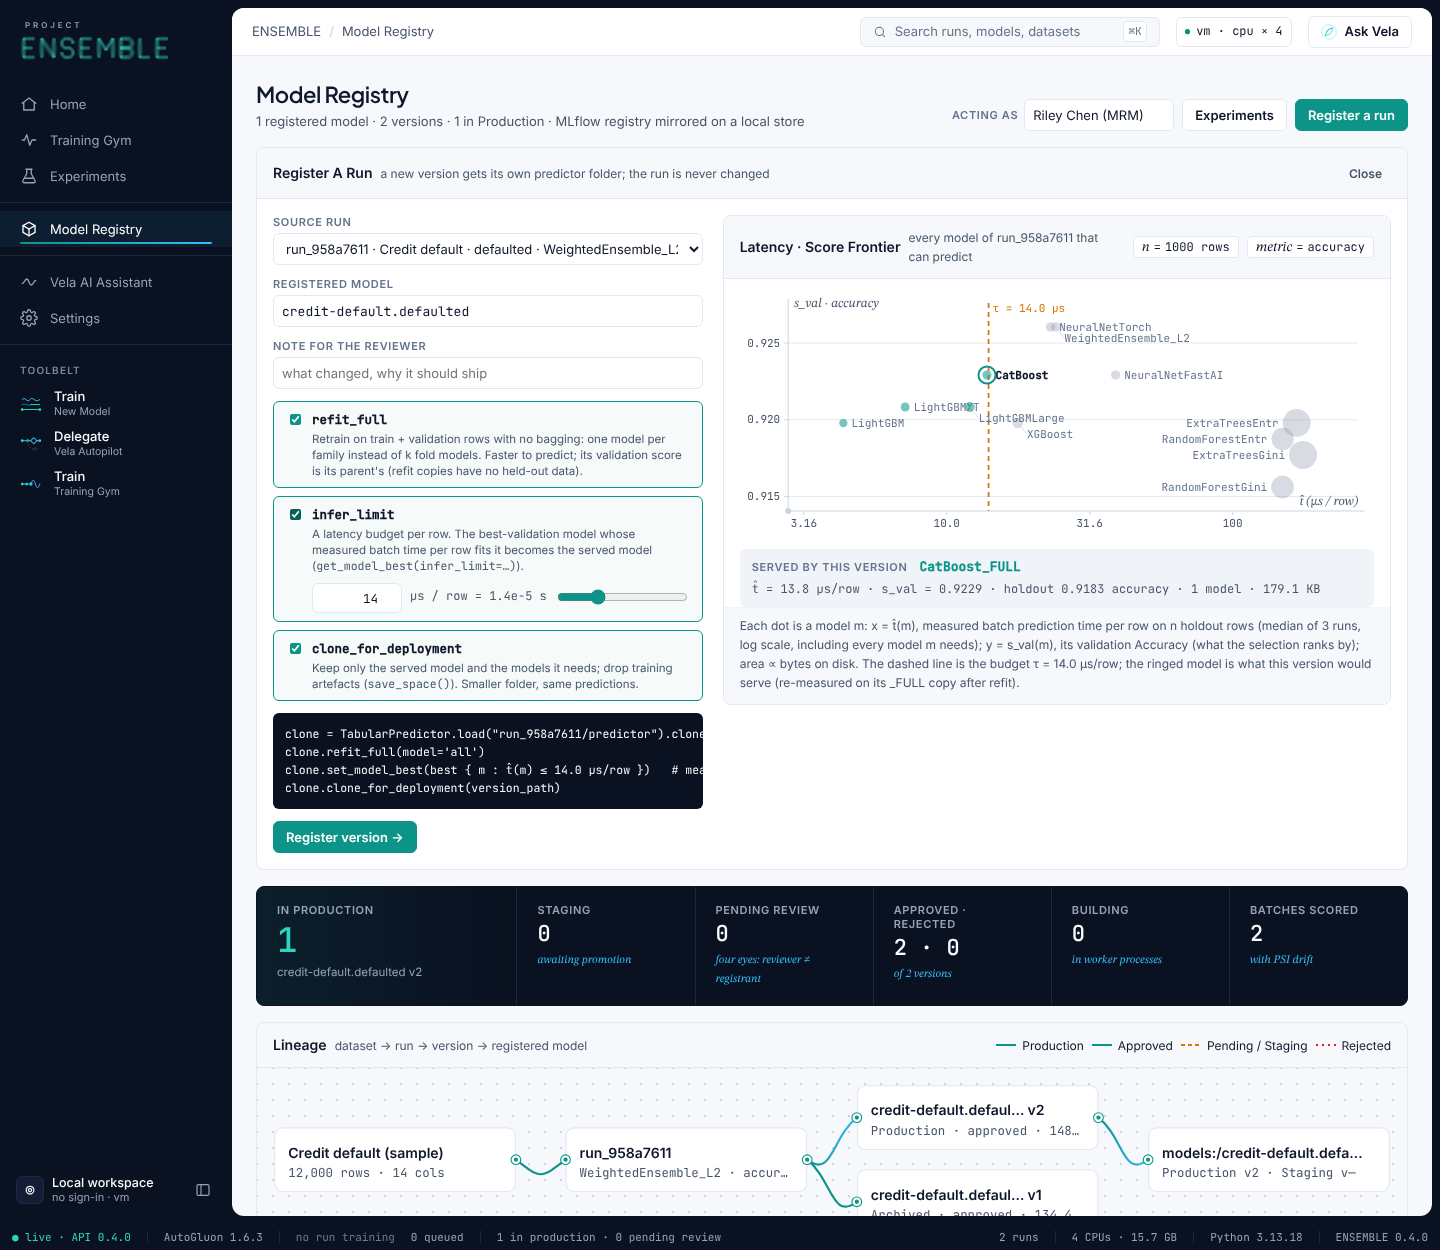 PROJECT
ENSEMBLE
Home
Training Gym
Experiments
Model Registry
Vela AI Assistant
Settings
TOOLBELT
Train
New Model
Delegate
Vela Autopilot
Train
Training Gym
Local workspace
no sign-in · vm
ENSEMBLE / Model Registry
Search runs, models, datasets
⌘K
vm · cpu × 4
Ask Vela
Model Registry
1 registered model · 2 versions · 1 in Production · MLflow registry mirrored on a local store
ACTING AS
Riley Chen (MRM)
Experiments
Register a run
Register A Run a new version gets its own predictor folder; the run is never changed
Close
SOURCE RUN
run_958a7611 · Credit default · defaulted · WeightedEnsemble_L2
REGISTERED MODEL
credit-default.defaulted
NOTE FOR THE REVIEWER
what changed, why it should ship
refit_full
Retrain on train + validation rows with no bagging: one model per
family instead of k fold models. Faster to predict; its validation score
is its parent's (refit copies have no held-out data).
infer_limit
A latency budget per row. The best-validation model whose
measured batch time per row fits it becomes the served model
(get_model_best(infer_limit=…)).
14
µs / row = 1.4e-5 s
clone_for_deployment
Keep only the served model and the models it needs; drop training
artefacts (save_space()). Smaller folder, same predictions.
clone = TabularPredictor.load("run_958a7611/predictor").clone
clone.refit_full(model='all')
clone.set_model_best(best { m : t̂(m) ≤ 14.0 µs/row }) # mea
clone.clone_for_deployment(version_path)
Register version →
Latency · Score Frontier
every model of run_958a7611 that
can predict
n = 1000 rows
metric = accuracy
s_val · accuracy
τ = 14.0 µs
NeuralNetTorch
WeightedEnsemble_L2
0.925
CatBoost
NeuralNetFastAI
LightGBMXT
LightGBMLarge
0.920
LightGBM
XGBoost
ExtraTreesEntr
RandomForestEntr
ExtraTreesGini
RandomForestGini
0.915
t̂ (µs / row)
3.16
10.0
31.6
100
SERVED BY THIS VERSION CatBoost_FULL
t̂ = 13.8 µs/row · s_val = 0.9229 · holdout 0.9183 accuracy · 1 model · 179.1 KB
Each dot is a model m: x = t̂(m), measured batch prediction time per row on n holdout rows (median of 3 runs,
log scale, including every model m needs); y = s_val(m), its validation Accuracy (what the selection ranks by);
area ∝ bytes on disk. The dashed line is the budget τ = 14.0 µs/row; the ringed model is what this version would
serve (re-measured on its _FULL copy after refit).
IN PRODUCTION
1
credit-default.defaulted v2
STAGING
0
awaiting promotion
PENDING REVIEW
0
four eyes: reviewer ≠
registrant
APPROVED ·
REJECTED
2 · 0
of 2 versions
BUILDING
0
in worker processes
BATCHES SCORED
2
with PSI drift
Lineage dataset → run → version → registered model
Production
Approved
Pending / Staging
Rejected
Credit default (sample)
12,000 rows · 14 cols
run_958a7611
WeightedEnsemble_L2 · accur…
credit-default.defaul… v2
Production · approved · 148…
credit-default.defaul… v1
Archived · approved · 134.4
models:/credit-default.defa…
Production v2 · Staging v—
live · API 0.4.0
AutoGluon 1.6.3
no run training 0 queued
1 in production · 0 pending review
2 runs
4 CPUs · 15.7 GB
Python 3.13.18
ENSEMBLE 0.4.0